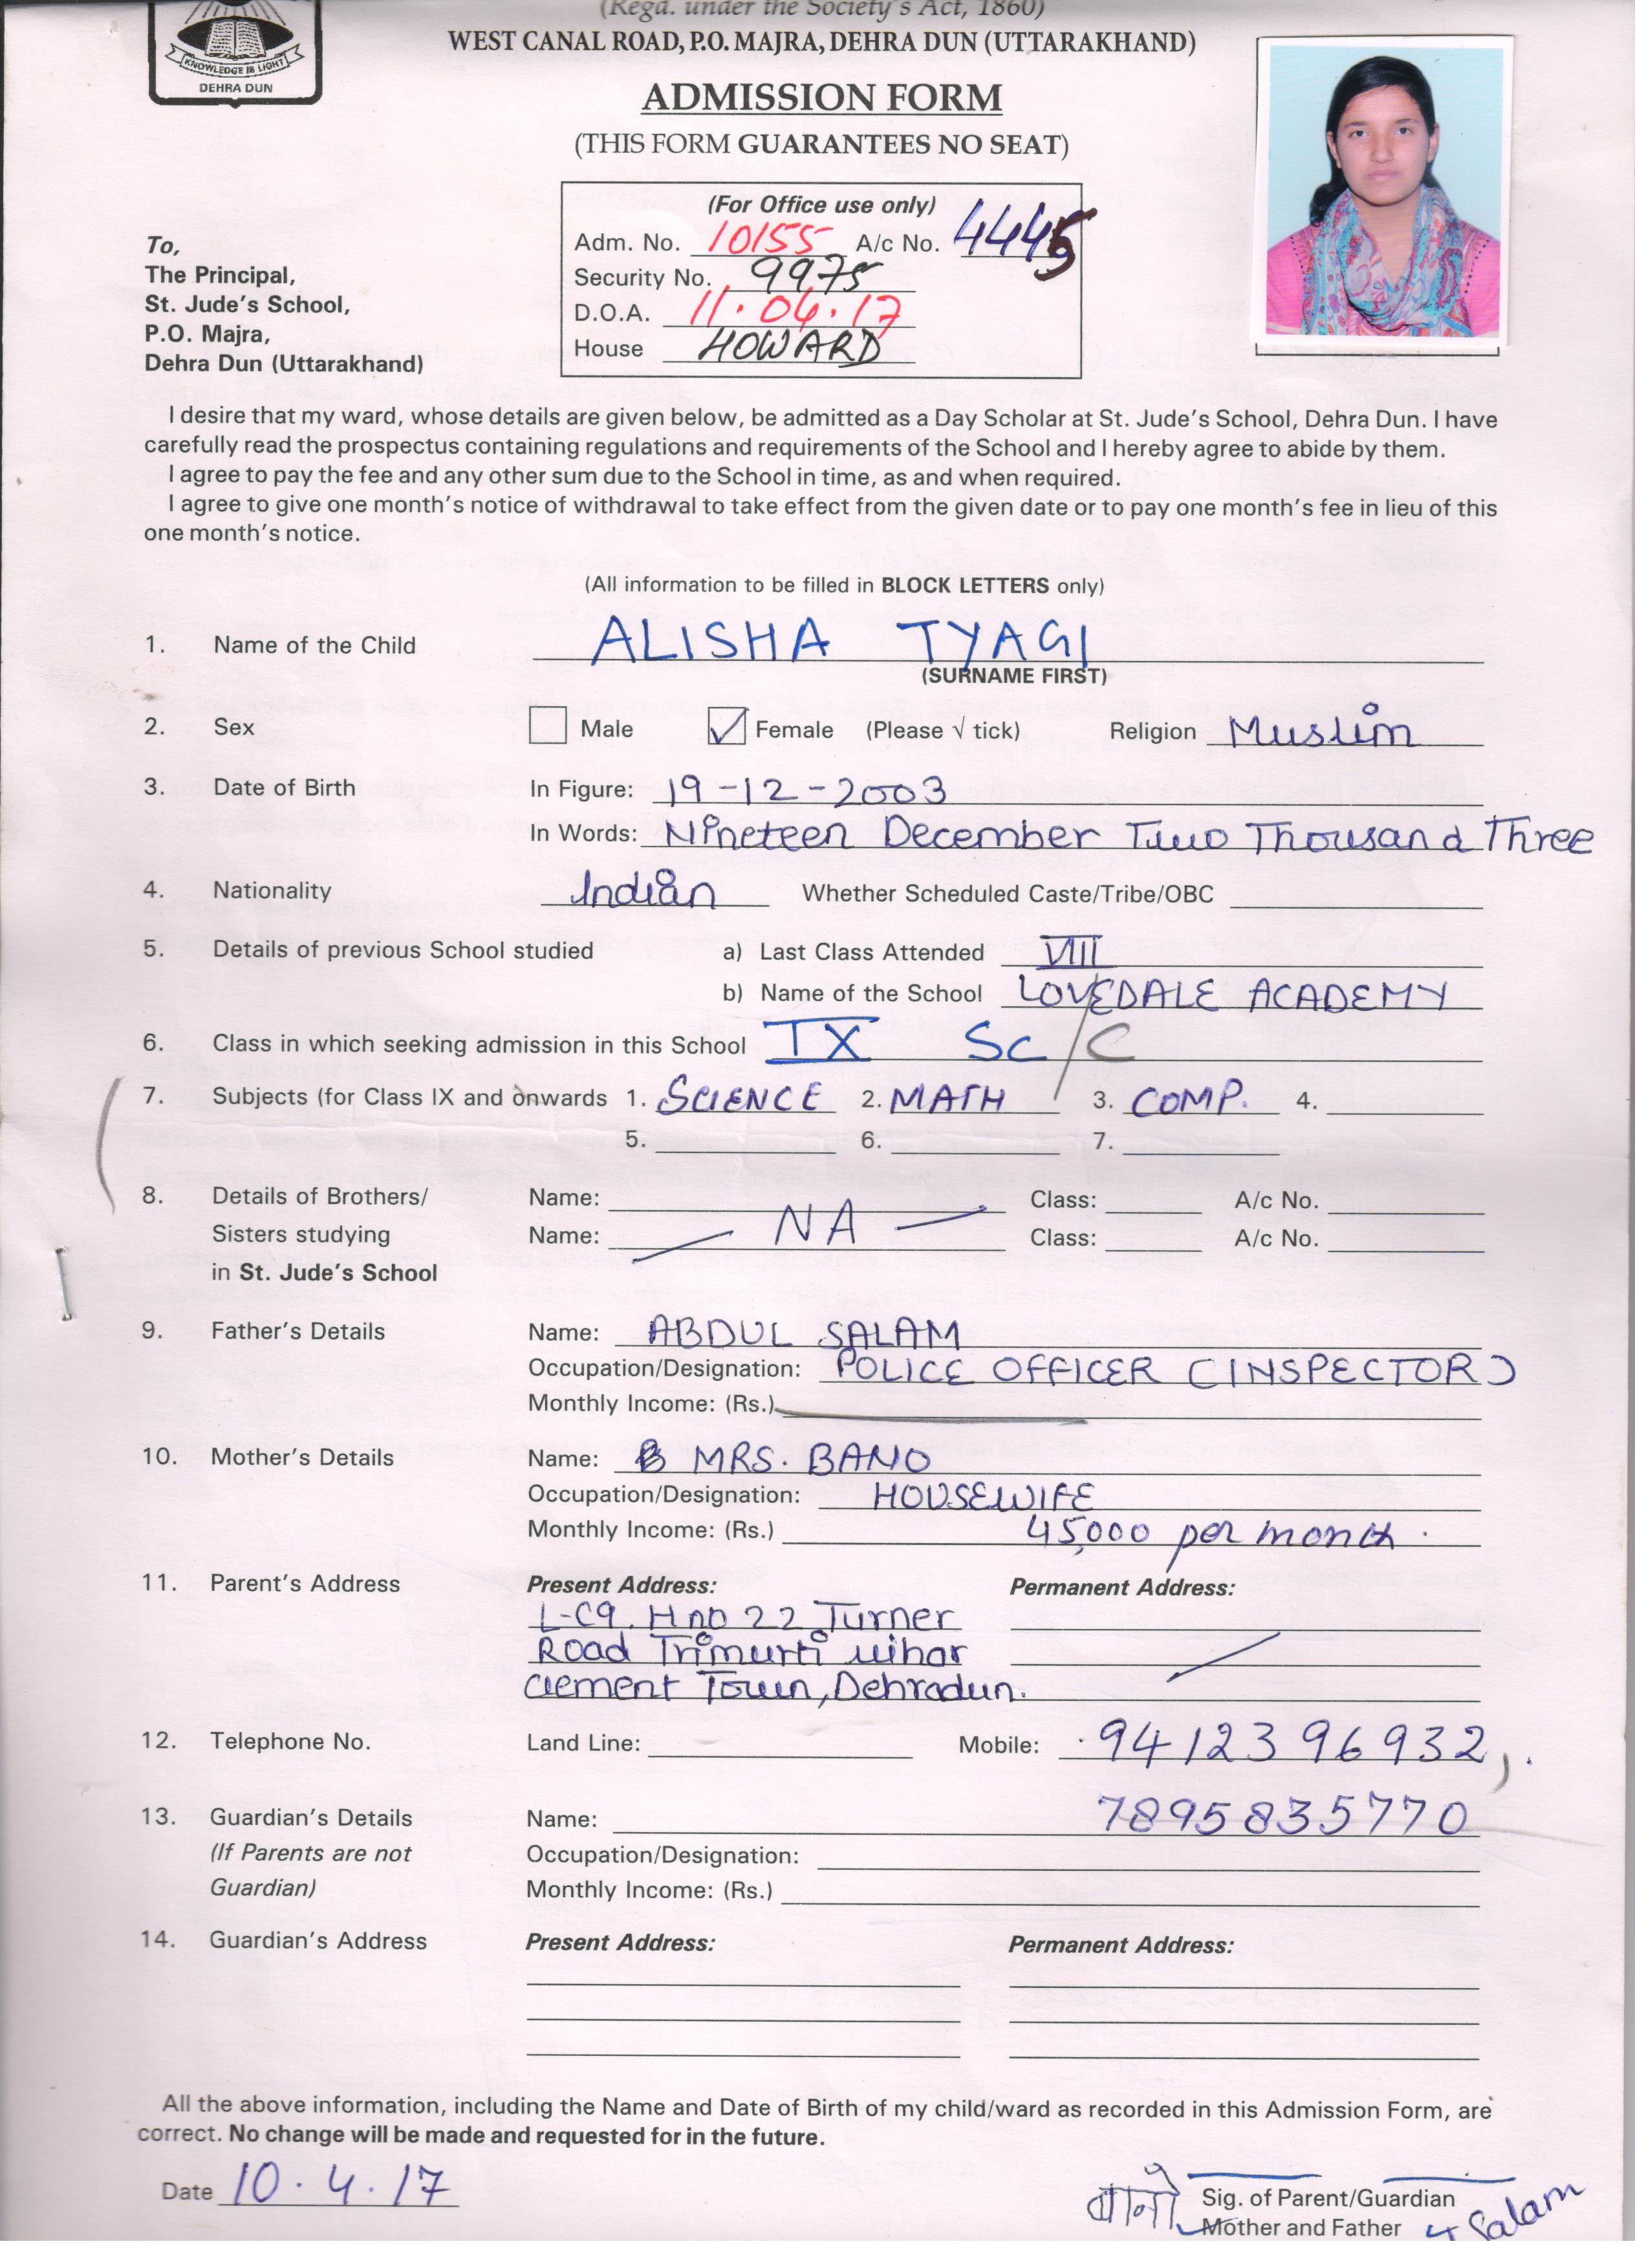 (Regd. under the Society's Act, 1860)
WEST CANAL ROAD, P.O. MAJRA, DEHRA DUN (UTTARAKHAND)
KNOWLEDGE IS LIGHT
DEHRA DUN
ADMISSION FORM
(THIS FORM GUARANTEES NO SEAT)
(For Office use only)
Adm. No. 10155 A/c No. 4445
Security No. 9975
D.O.A. 11.04.17
House HOWARD
To,
The Principal,
St. Jude's School,
P.O. Majra,
Dehra Dun (Uttarakhand)
I desire that my ward, whose details are given below, be admitted as a Day Scholar at St. Jude's School, Dehra Dun. I have
carefully read the prospectus containing regulations and requirements of the School and I hereby agree to abide by them.
I agree to pay the fee and any other sum due to the School in time, as and when required.
I agree to give one month's notice of withdrawal to take effect from the given date or to pay one month's fee in lieu of this
one month's notice.
(All information to be filled in BLOCK LETTERS only)
1. Name of the Child ALISHA TYAGI
(SURNAME FIRST)
2. Sex Male Female (Please √ tick) Religion Muslim
3. Date of Birth In Figure: 19-12-2003
In Words: Nineteen December Two Thousand Three
4. Nationality Indian Whether Scheduled Caste/Tribe/OBC
5. Details of previous School studied a) Last Class Attended VIII
b) Name of the School LOVEDALE ACADEMY
6. Class in which seeking admission in this School IX Sc/C
7. Subjects (for Class IX and onwards 1. SCIENCE 2. MATH 3. COMP. 4.
5. 6. 7.
8. Details of Brothers/ Name: Class: A/c No.
Sisters studying Name: NA Class: A/c No.
in St. Jude's School
9. Father's Details Name: ABDUL SALAM
Occupation/Designation: POLICE OFFICER (INSPECTOR)
Monthly Income: (Rs.)
10. Mother's Details Name: MRS. BANO
Occupation/Designation: HOUSEWIFE
Monthly Income: (Rs.) 45,000 per month.
11. Parent's Address Present Address: Permanent Address:
L-C9. H no 22 Turner
Road Trimurti vihar
Clement Town, Dehradun.
12. Telephone No. Land Line: Mobile: 9412396932,
7895835770
13. Guardian's Details Name:
(If Parents are not Occupation/Designation:
Guardian) Monthly Income: (Rs.)
14. Guardian's Address Present Address: Permanent Address:
All the above information, including the Name and Date of Birth of my child/ward as recorded in this Admission Form, are
correct. No change will be made and requested for in the future.
Date 10.4.17
बानो Sig. of Parent/Guardian
Mother and Father Salam